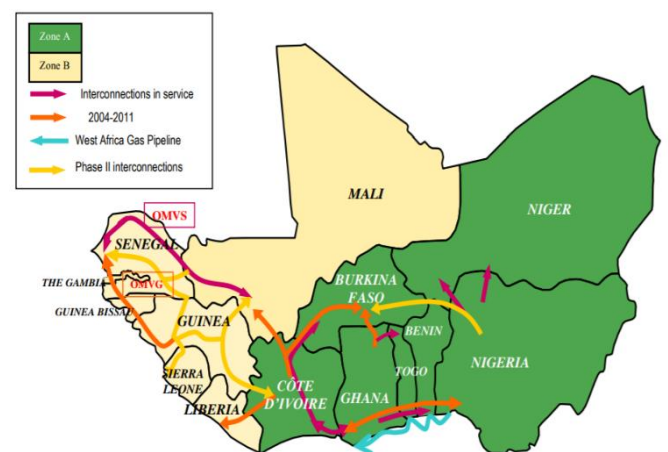 Zone A
Zone B
Interconnections in service
2004-2011
West Africa Gas Pipeline
Phase II interconnections
OMVS
SENEGAL
MALI
NIGER
THE GAMBIA
OMVG
GUINEA BISSAU
GUINEA
BURKINA
FASO
BENIN
SIERRA
LEONE
LIBERIA
CÔTE
D'IVOIRE
GHANA
TOGO
NIGERIA